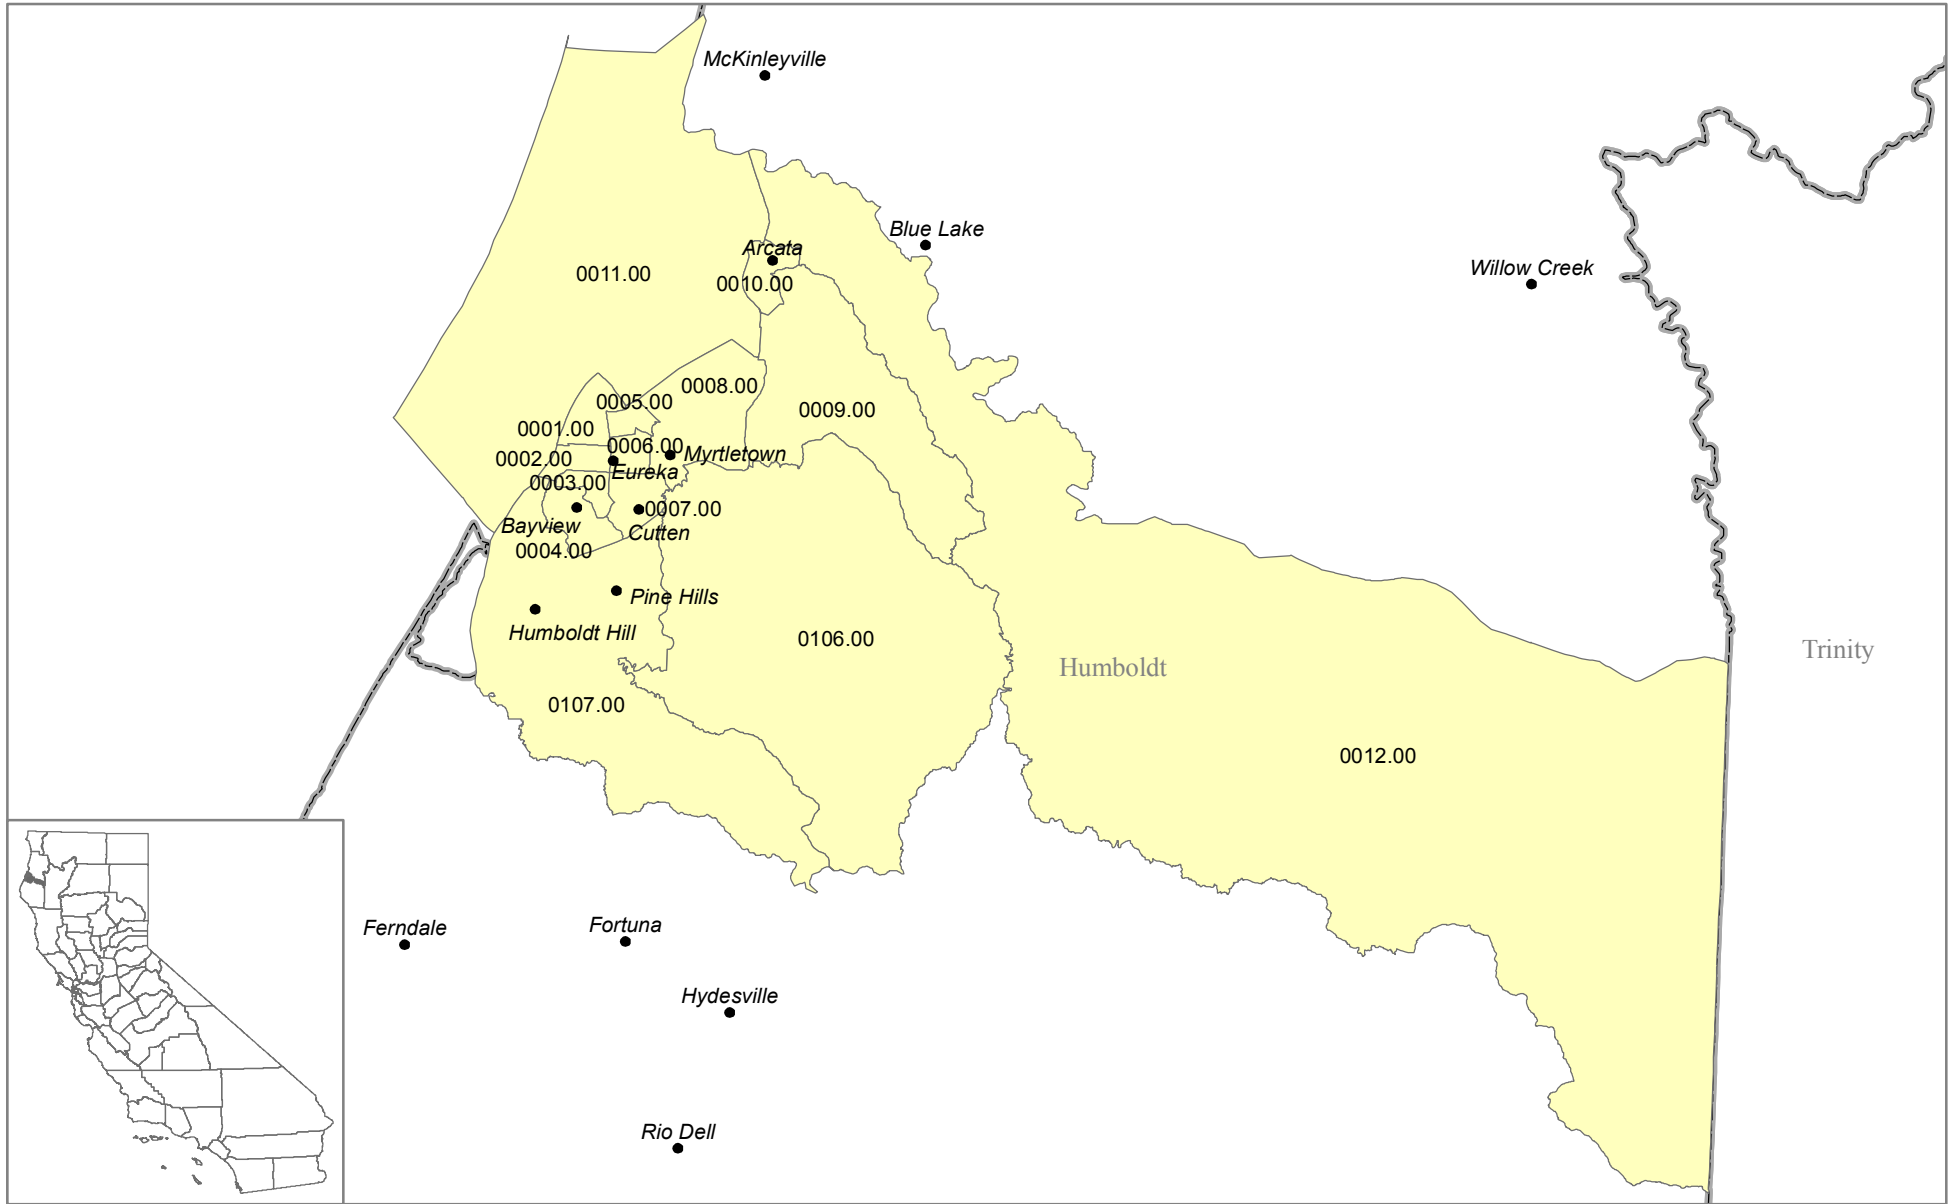 McKinleyville
Blue Lake
Arcata
Willow Creek
0011.00
0010.00
0008.00
0005.00
0009.00
0001.00
0006.00
Myrtletown
0002.00
Eureka
0003.00
0007.00
Bayview
Cutten
0004.00
Pine Hills
Humboldt Hill
0106.00
Trinity
Humboldt
0107.00
0012.00
Ferndale
Fortuna
Hydesville
Rio Dell